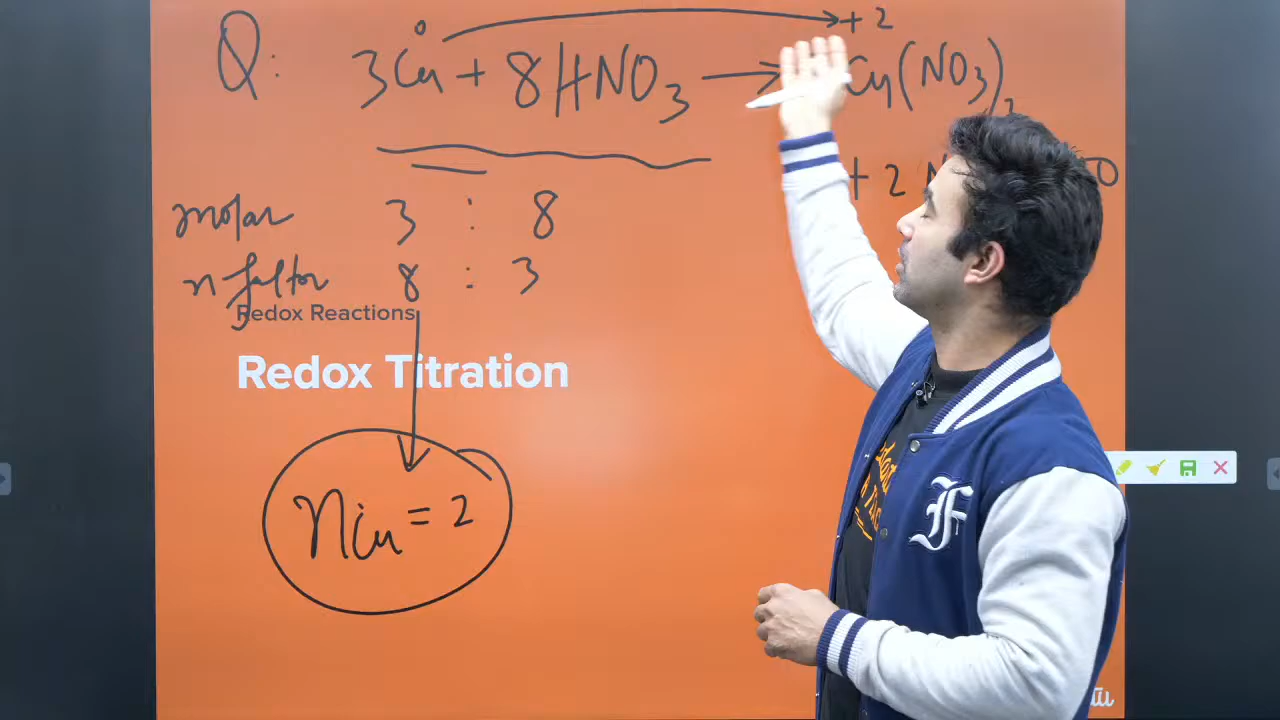 Q: 3Cu + 8HNO3 → Cu(NO3)2
0
+2
+ 2 N
O
molar 3 : 8
n factor 8 : 3
Redox Reactions
Redox Titration
nCu = 2
F